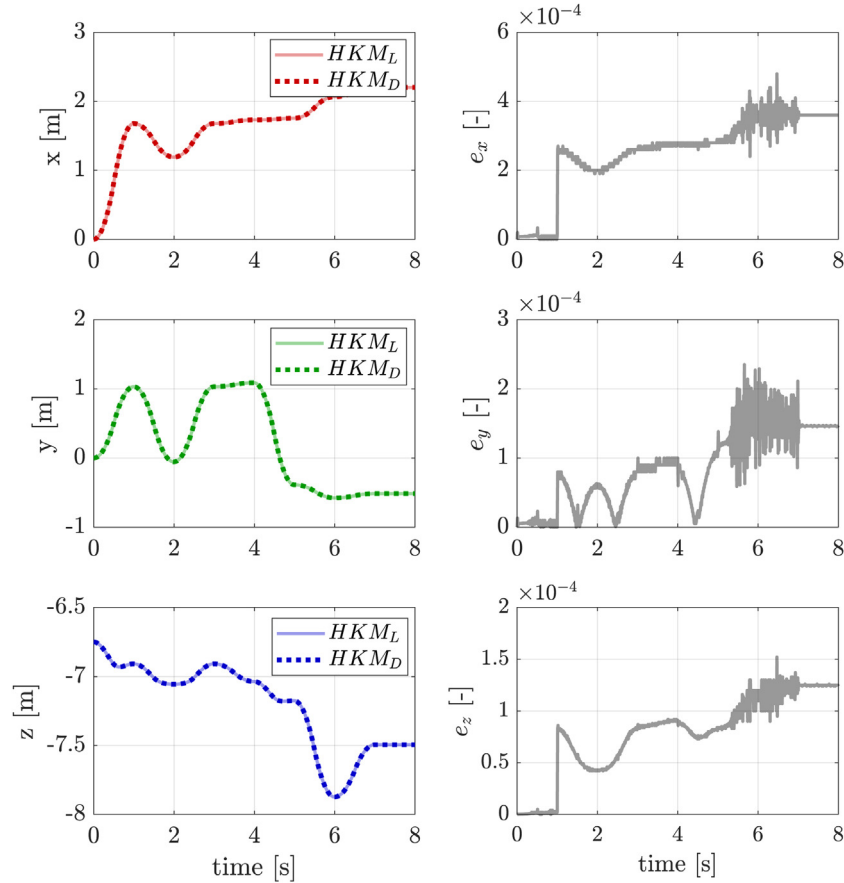 3
2
1
0
x [m]
HKM_L
HKM_D
0 2 4 6 8
×10⁻⁴
6
4
2
0
e_x [-]
0 2 4 6 8
2
1
0
-1
y [m]
HKM_L
HKM_D
0 2 4 6 8
×10⁻⁴
3
2
1
0
e_y [-]
0 2 4 6 8
-6.5
-7
-7.5
-8
z [m]
HKM_L
HKM_D
0 2 4 6 8
time [s]
×10⁻⁴
2
1.5
1
0.5
0
e_z [-]
0 2 4 6 8
time [s]